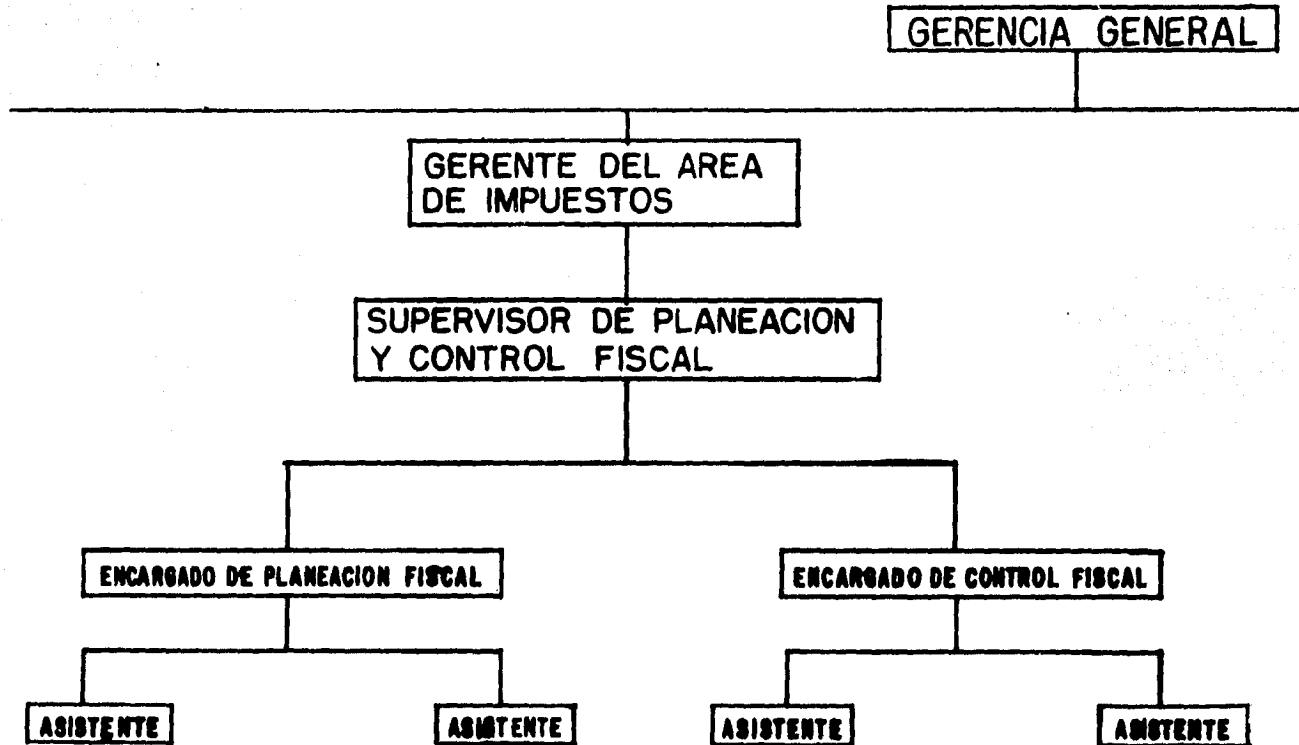 GERENCIA GENERAL
GERENTE DEL AREA
DE IMPUESTOS
SUPERVISOR DE PLANEACION
Y CONTROL FISCAL
ENCARGADO DE PLANEACION FISCAL
ENCARGADO DE CONTROL FISCAL
ASISTENTE
ASISTENTE
ASISTENTE
ASISTENTE